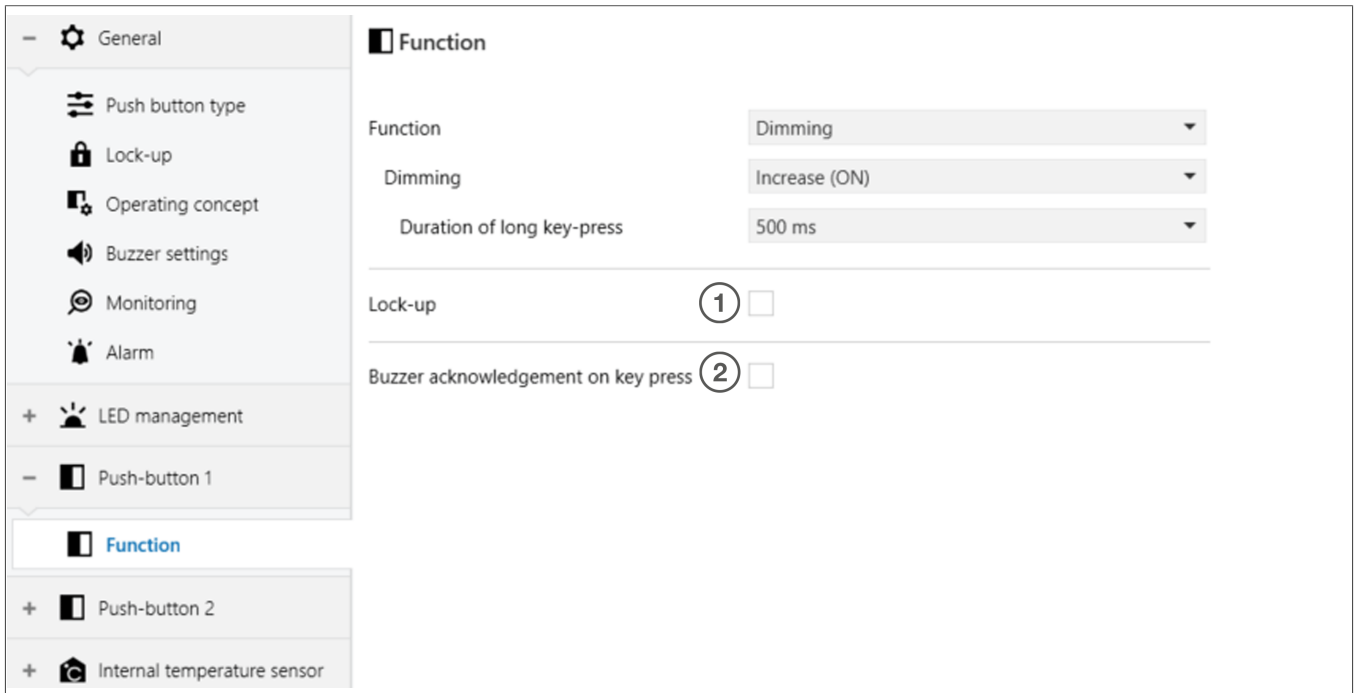 General
Push button type
Lock-up
Operating concept
Buzzer settings
Monitoring
Alarm
LED management
Push-button 1
Function
Push-button 2
Internal temperature sensor
Function
Function Dimming
Dimming Increase (ON)
Duration of long key-press 500 ms
Lock-up 1
Buzzer acknowledgement on key press 2